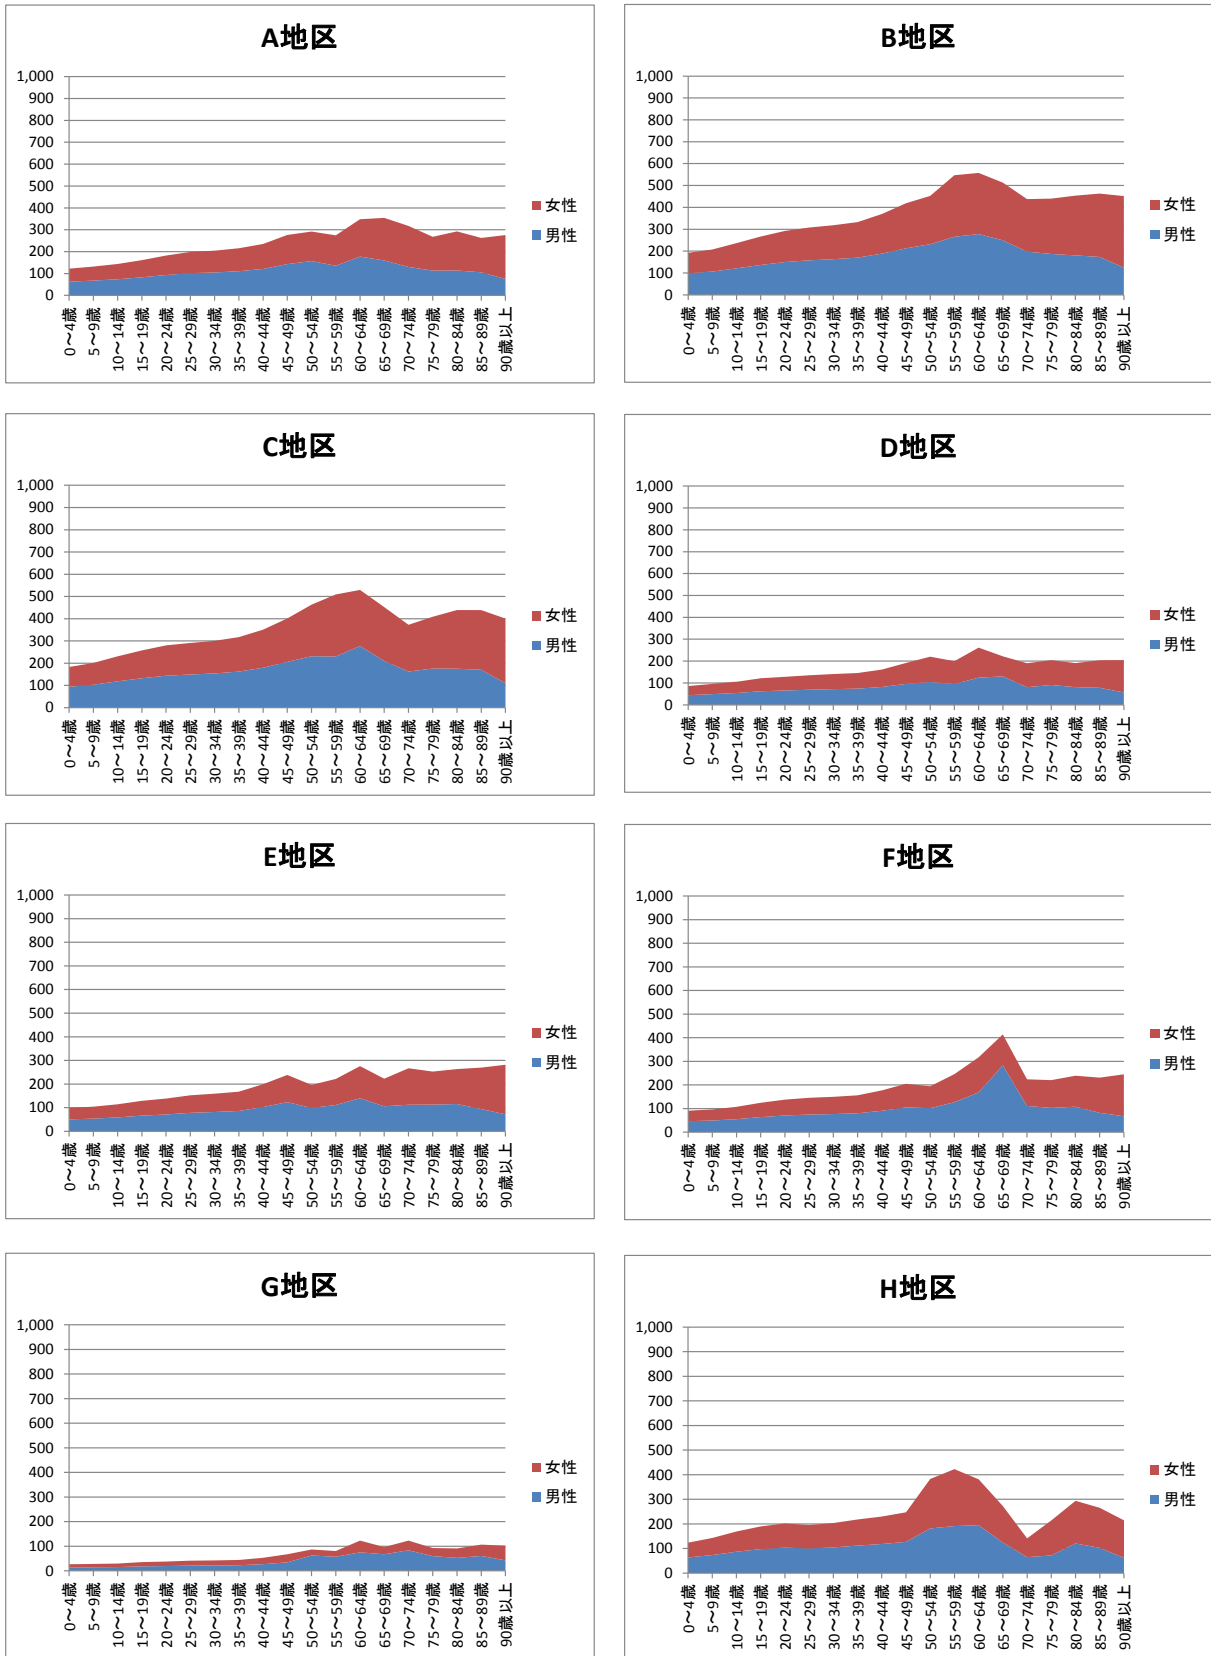 A地区
1,000
900
800
700
600
500
400
300
200
100
0
0～4歳
5～9歳
10～14歳
15～19歳
20～24歳
25～29歳
30～34歳
35～39歳
40～44歳
45～49歳
50～54歳
55～59歳
60～64歳
65～69歳
70～74歳
75～79歳
80～84歳
85～89歳
90歳以上
女性
男性
B地区
1,000
900
800
700
600
500
400
300
200
100
0
0～4歳
5～9歳
10～14歳
15～19歳
20～24歳
25～29歳
30～34歳
35～39歳
40～44歳
45～49歳
50～54歳
55～59歳
60～64歳
65～69歳
70～74歳
75～79歳
80～84歳
85～89歳
90歳以上
女性
男性
C地区
1,000
900
800
700
600
500
400
300
200
100
0
0～4歳
5～9歳
10～14歳
15～19歳
20～24歳
25～29歳
30～34歳
35～39歳
40～44歳
45～49歳
50～54歳
55～59歳
60～64歳
65～69歳
70～74歳
75～79歳
80～84歳
85～89歳
90歳以上
女性
男性
D地区
1,000
900
800
700
600
500
400
300
200
100
0
0～4歳
5～9歳
10～14歳
15～19歳
20～24歳
25～29歳
30～34歳
35～39歳
40～44歳
45～49歳
50～54歳
55～59歳
60～64歳
65～69歳
70～74歳
75～79歳
80～84歳
85～89歳
90歳以上
女性
男性
E地区
1,000
900
800
700
600
500
400
300
200
100
0
0～4歳
5～9歳
10～14歳
15～19歳
20～24歳
25～29歳
30～34歳
35～39歳
40～44歳
45～49歳
50～54歳
55～59歳
60～64歳
65～69歳
70～74歳
75～79歳
80～84歳
85～89歳
90歳以上
女性
男性
F地区
1,000
900
800
700
600
500
400
300
200
100
0
0～4歳
5～9歳
10～14歳
15～19歳
20～24歳
25～29歳
30～34歳
35～39歳
40～44歳
45～49歳
50～54歳
55～59歳
60～64歳
65～69歳
70～74歳
75～79歳
80～84歳
85～89歳
90歳以上
女性
男性
G地区
1,000
900
800
700
600
500
400
300
200
100
0
0～4歳
5～9歳
10～14歳
15～19歳
20～24歳
25～29歳
30～34歳
35～39歳
40～44歳
45～49歳
50～54歳
55～59歳
60～64歳
65～69歳
70～74歳
75～79歳
80～84歳
85～89歳
90歳以上
女性
男性
H地区
1,000
900
800
700
600
500
400
300
200
100
0
0～4歳
5～9歳
10～14歳
15～19歳
20～24歳
25～29歳
30～34歳
35～39歳
40～44歳
45～49歳
50～54歳
55～59歳
60～64歳
65～69歳
70～74歳
75～79歳
80～84歳
85～89歳
90歳以上
女性
男性